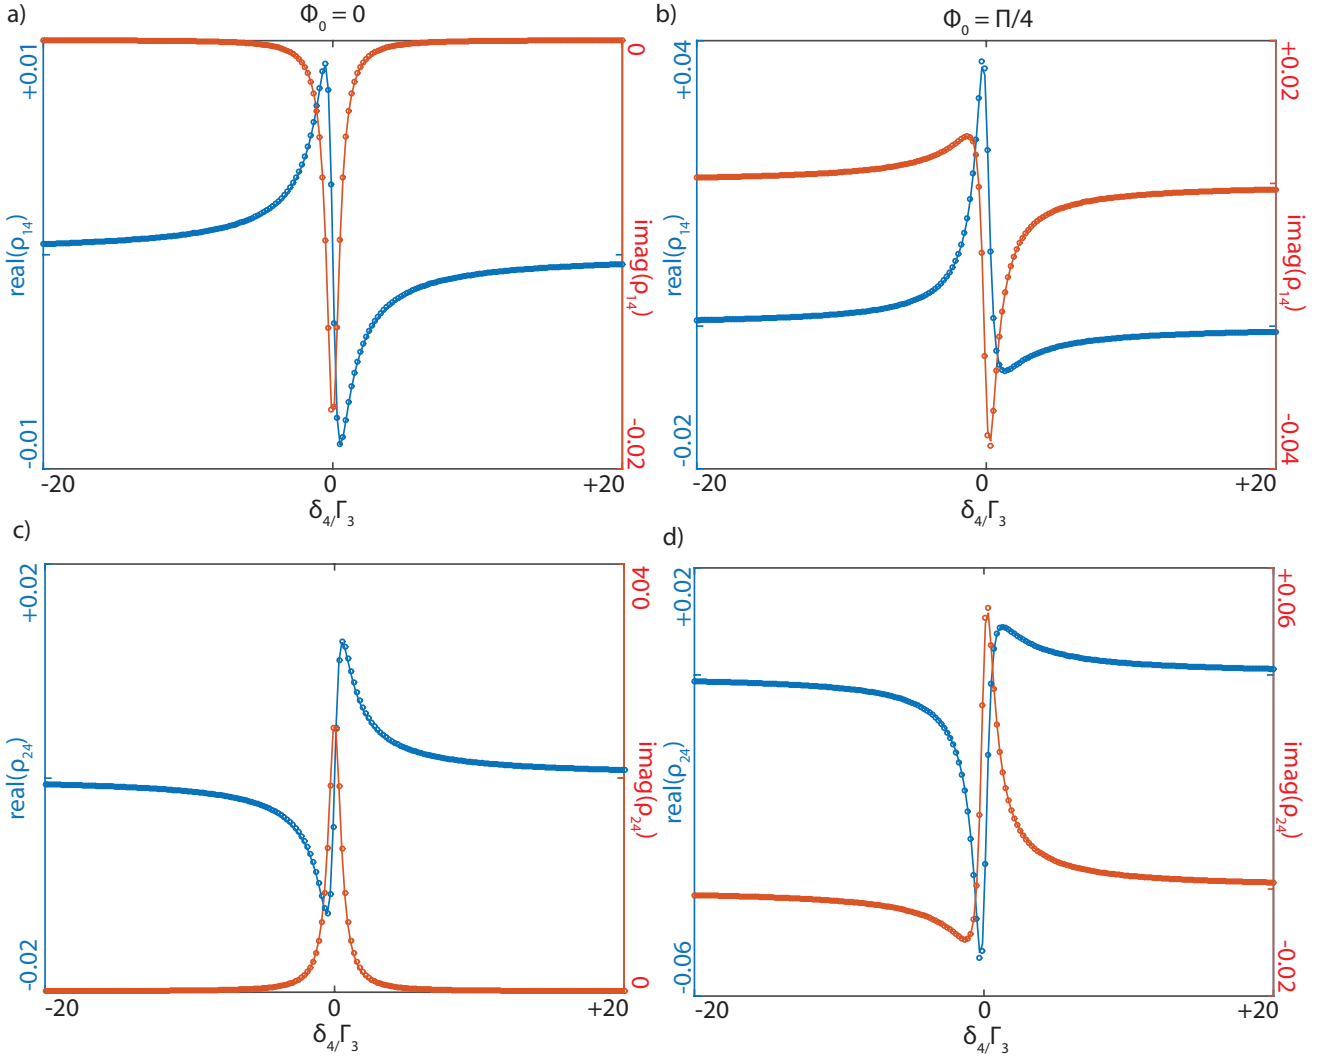 a)
Φ₀ = 0
+0.01
real(ρ₁₄)
-0.01
0
imag(ρ₁₄)
-0.02
-20
0
+20
δ₄/Γ₃
b)
Φ₀ = Π/4
+0.04
real(ρ₁₄)
-0.02
+0.02
imag(ρ₁₄)
-0.04
-20
0
+20
δ₄/Γ₃
c)
+0.02
real(ρ₂₄)
-0.02
0.04
imag(ρ₂₄)
0
-20
0
+20
δ₄/Γ₃
d)
+0.02
real(ρ₂₄)
-0.06
+0.06
imag(ρ₂₄)
-0.02
-20
0
+20
δ₄/Γ₃